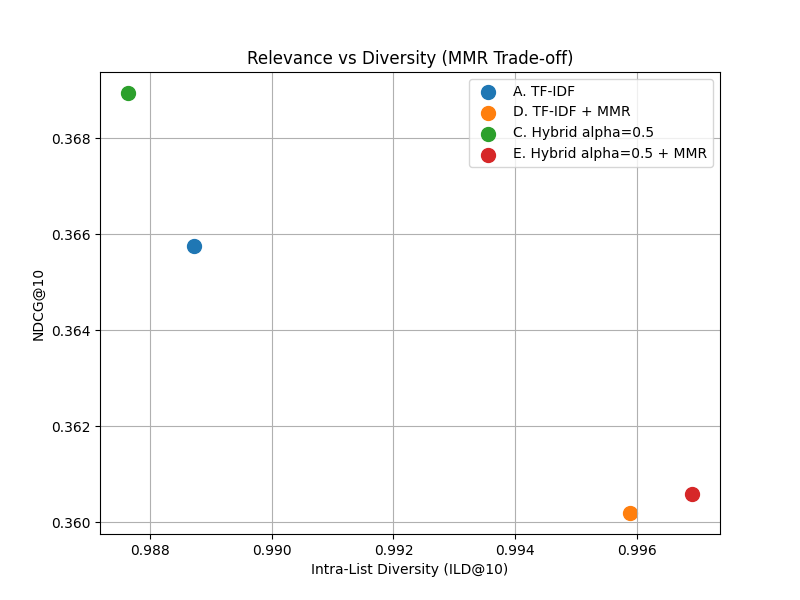 Relevance vs Diversity (MMR Trade-off)
A. TF-IDF
D. TF-IDF + MMR
C. Hybrid alpha=0.5
E. Hybrid alpha=0.5 + MMR
NDCG@10
0.368
0.366
0.364
0.362
0.360
0.988
0.990
0.992
0.994
0.996
Intra-List Diversity (ILD@10)